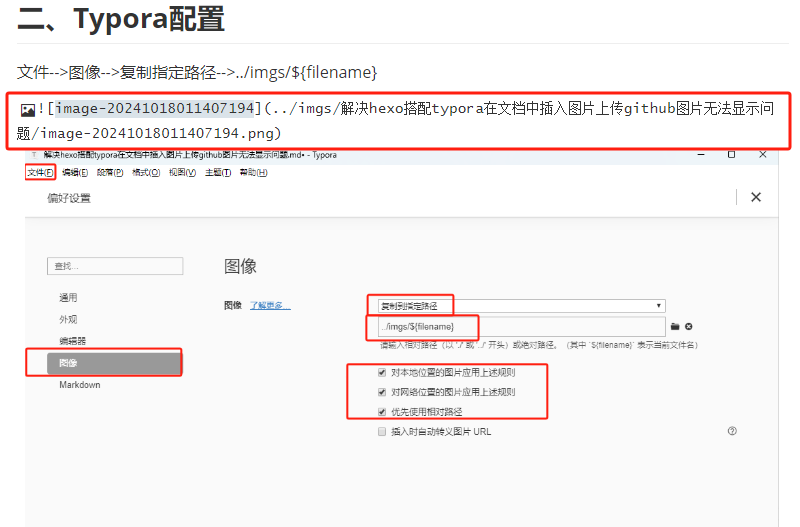 二、Typora配置
文件-->图像-->复制指定路径-->../imgs/${filename}
![image-20241018011407194](../imgs/解决hexo搭配typora在文档中插入图片上传github图片无法显示问
题/image-20241018011407194.png)
解决hexo搭配typora在文档中插入图片上传github图片无法显示问题.md• - Typora
文件(F) 编辑(E) 段落(P) 格式(O) 视图(V) 主题(T) 帮助(H)
偏好设置
查找...
通用
外观
编辑器
图像
Markdown
图像
图像 了解更多...
复制到指定路径
../imgs/${filename}
请输入相对路径（以 './' 或 '../' 开头）或绝对路径。（其中 `${filename}` 表示当前文件名）
对本地位置的图片应用上述规则
对网络位置的图片应用上述规则
优先使用相对路径
插入时自动转义图片 URL